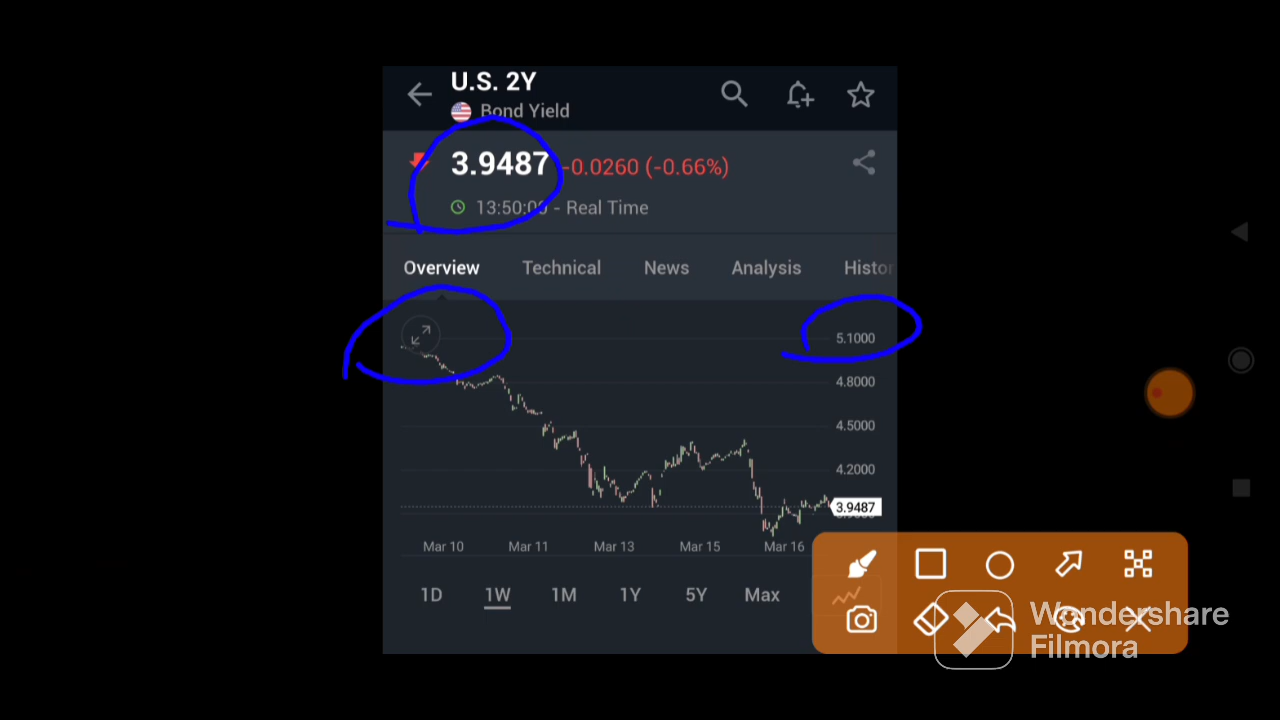 U.S. 2Y
Bond Yield
3.9487 -0.0260 (-0.66%)
13:50:00 - Real Time
Overview Technical News Analysis Histor
5.1000
4.8000
4.5000
4.2000
3.9487
Mar 10 Mar 11 Mar 13 Mar 15 Mar 16
1D 1W 1M 1Y 5Y Max
Wondershare
Filmora